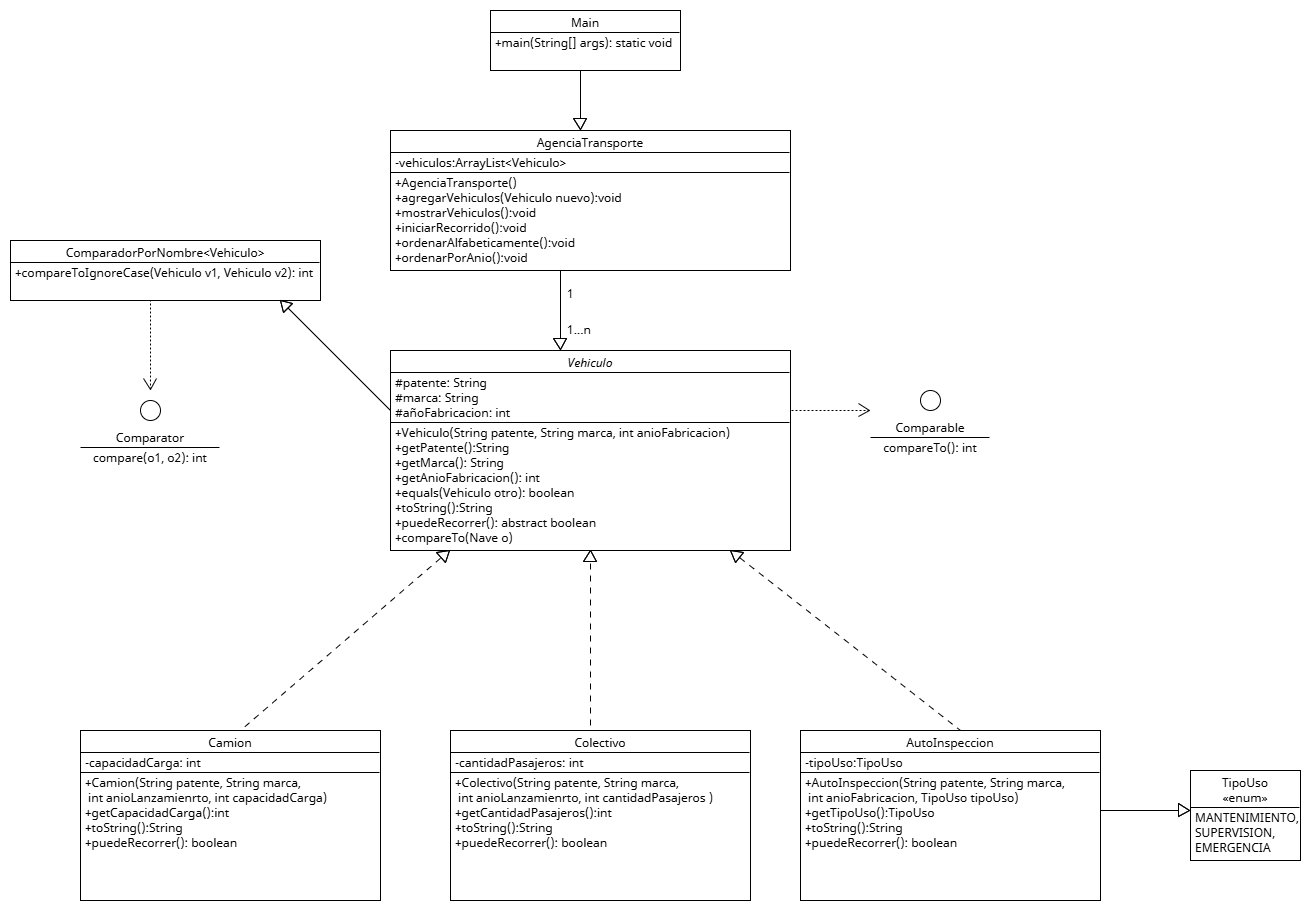 Main
+main(String[] args): static void
AgenciaTransporte
-vehiculos:ArrayList<Vehiculo>
+AgenciaTransporte()
+agregarVehiculos(Vehiculo nuevo):void
+mostrarVehiculos():void
+iniciarRecorrido():void
+ordenarAlfabeticamente():void
+ordenarPorAnio():void
ComparadorPorNombre<Vehiculo>
+compareToIgnoreCase(Vehiculo v1, Vehiculo v2): int
1
1...n
Vehiculo
#patente: String
#marca: String
#añoFabricacion: int
+Vehiculo(String patente, String marca, int anioFabricacion)
+getPatente():String
+getMarca(): String
+getAnioFabricacion(): int
+equals(Vehiculo otro): boolean
+toString():String
+puedeRecorrer(): abstract boolean
+compareTo(Nave o)
Comparator
compare(o1, o2): int
Comparable
compareTo(): int
Camion
-capacidadCarga: int
+Camion(String patente, String marca,
int anioLanzamienrto, int capacidadCarga)
+getCapacidadCarga():int
+toString():String
+puedeRecorrer(): boolean
Colectivo
-cantidadPasajeros: int
+Colectivo(String patente, String marca,
int anioLanzamienrto, int cantidadPasajeros )
+getCantidadPasajeros():int
+toString():String
+puedeRecorrer(): boolean
AutoInspeccion
-tipoUso:TipoUso
+AutoInspeccion(String patente, String marca,
int anioFabricacion, TipoUso tipoUso)
+getTipoUso():TipoUso
+toString():String
+puedeRecorrer(): boolean
TipoUso
«enum»
MANTENIMIENTO,
SUPERVISION,
EMERGENCIA